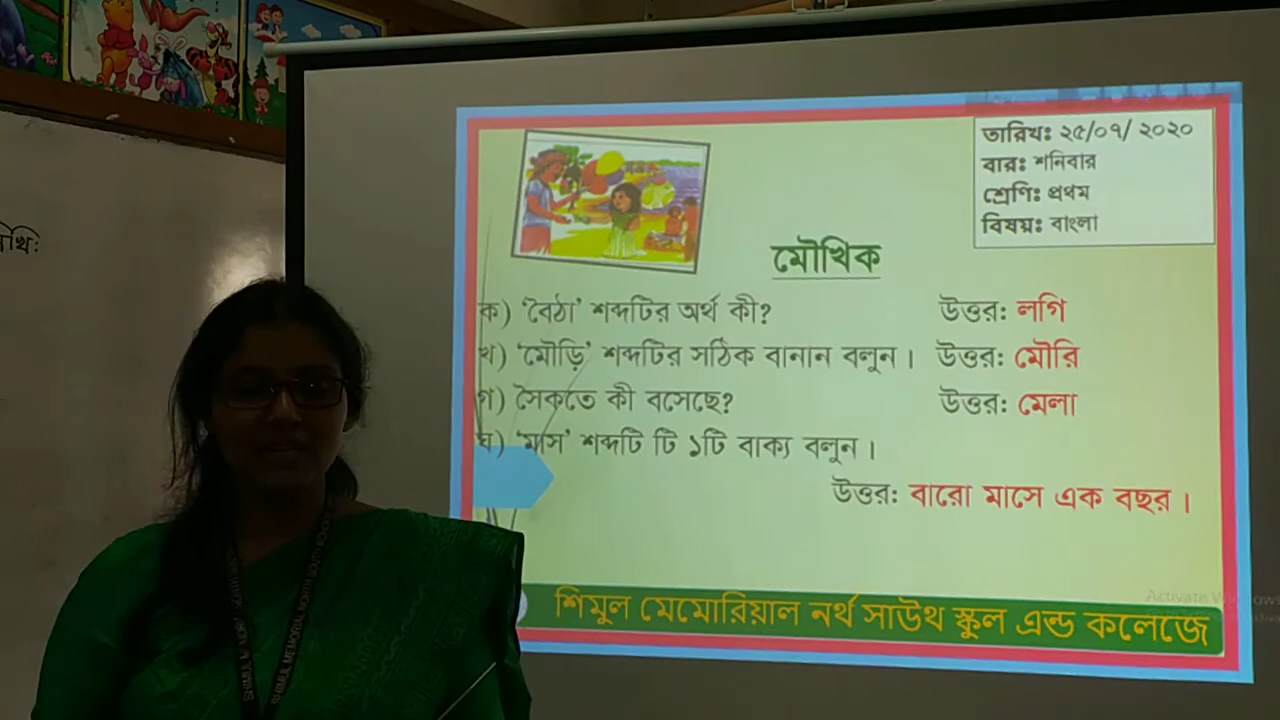 তারিখঃ ২৫/০৭/ ২০২০
বারঃ শনিবার
শ্রেণিঃ প্রথম
বিষয়ঃ বাংলা
মৌখিক
ক) ‘বৈঠা’ শব্দটির অর্থ কী? উত্তর: লগি
খ) ‘মৌড়ি’ শব্দটির সঠিক বানান বলুন। উত্তর: মৌরি
গ) সৈকতে কী বসেছে? উত্তর: মেলা
ঘ) ‘মাস’ শব্দটি টি ১টি বাক্য বলুন।
উত্তর: বারো মাসে এক বছর।
শিমুল মেমোরিয়াল নর্থ সাউথ স্কুল এন্ড কলেজে
Activate